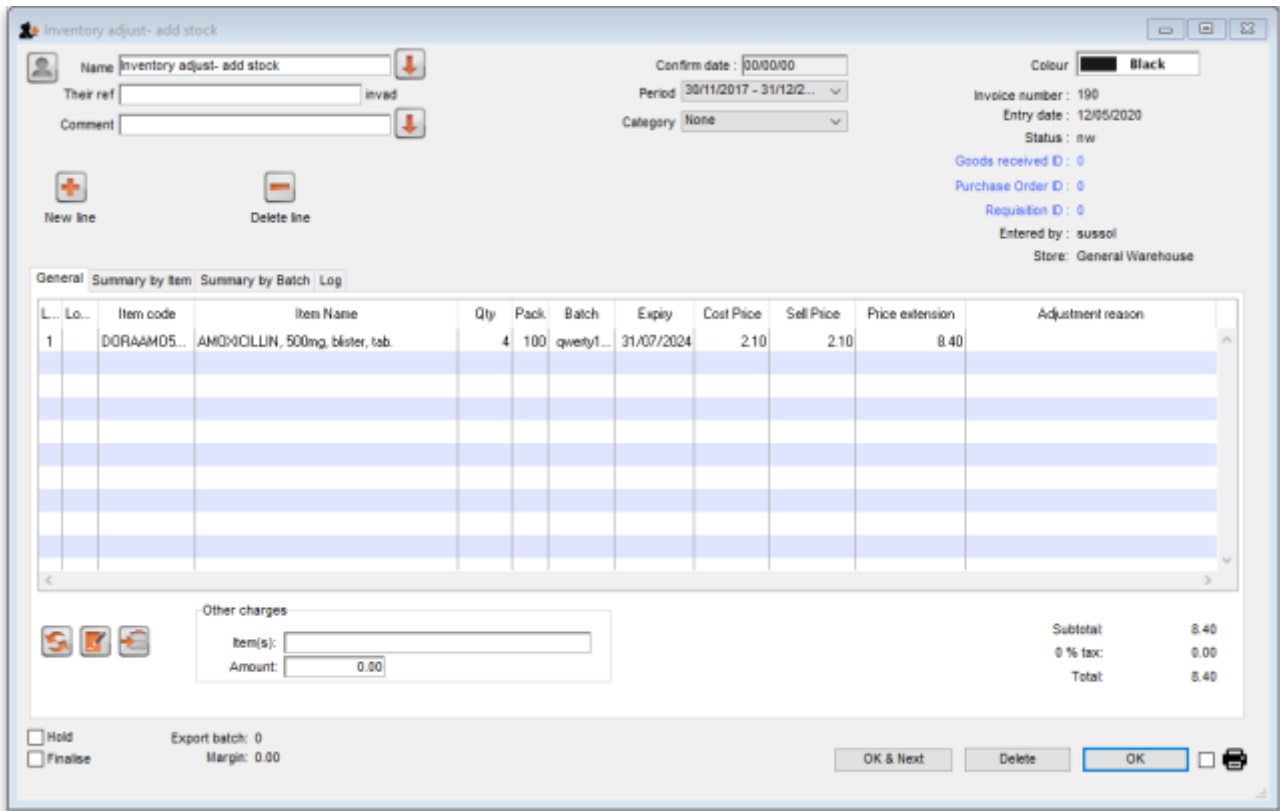 Inventory adjust- add stock
Name Inventory adjust- add stock
Confirm date : 00/00/00
Colour Black
Their ref invad
Period 30/11/2017 - 31/12/2...
Invoice number : 190
Comment
Category None
Entry date : 12/05/2020
Status : nw
Goods received ID : 0
Purchase Order ID : 0
Requisition ID : 0
New line Delete line
Entered by : sussol
Store: General Warehouse
General Summary by Item Summary by Batch Log
L... Lo... Item code Item Name Qty Pack Batch Expiry Cost Price Sell Price Price extension Adjustment reason
1 DORAAMO5... AMOXICILLIN, 500mg, blister, tab. 4 100 qwerty1... 31/07/2024 2.10 2.10 8.40
Other charges
Item(s):
Amount: 0.00
Subtotal: 8.40
0 % tax: 0.00
Total: 8.40
Hold Export batch: 0
Finalise Margin: 0.00
OK & Next Delete OK